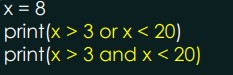 x = 8
print(x > 3 or x < 20)
print(x > 3 and x < 20)